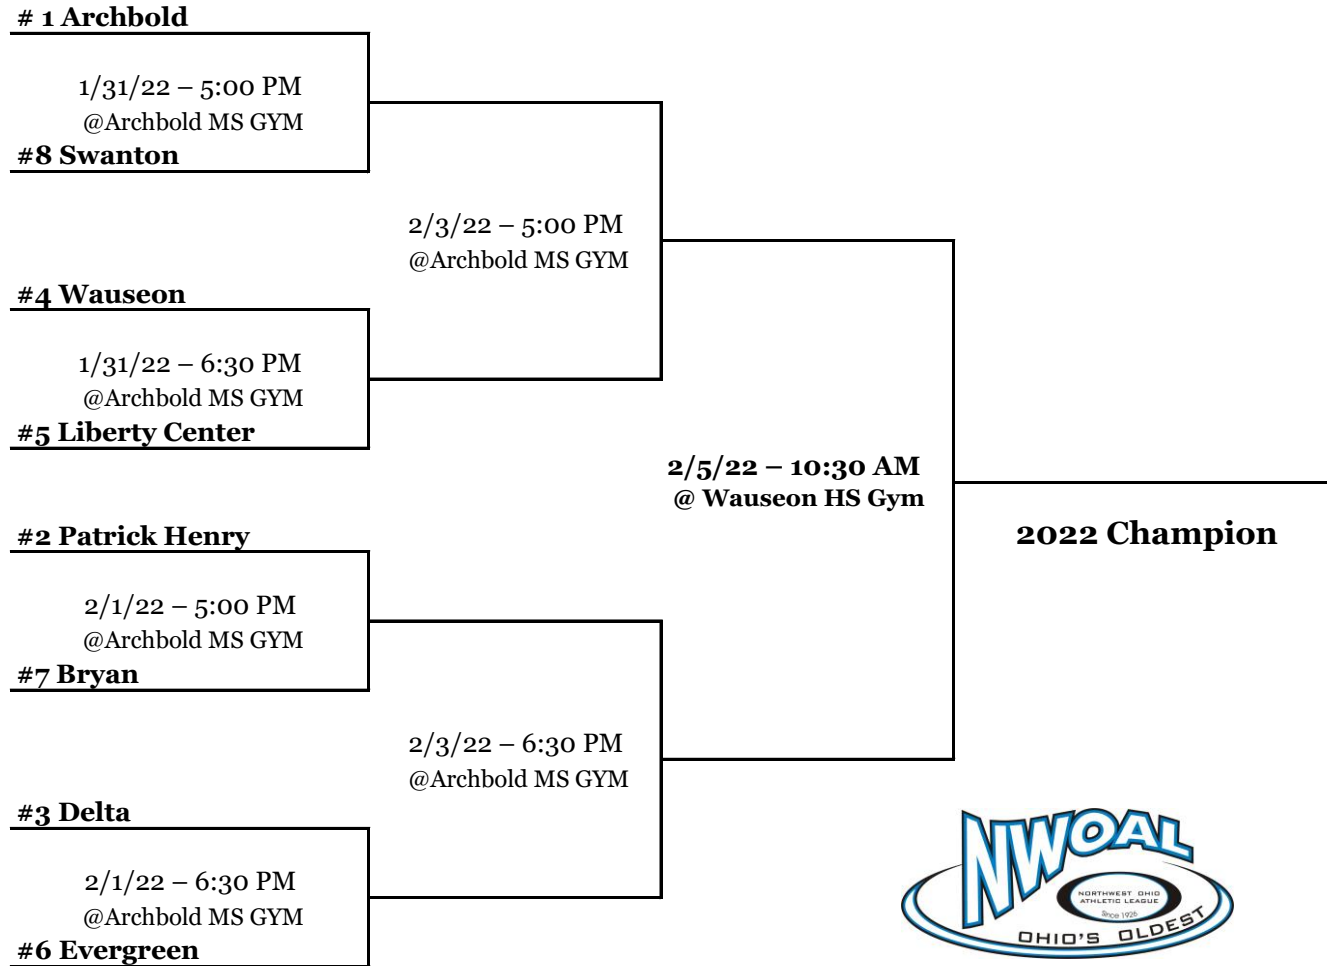 # 1 Archbold
1/31/22 – 5:00 PM
@Archbold MS GYM
#8 Swanton
2/3/22 – 5:00 PM
@Archbold MS GYM
#4 Wauseon
1/31/22 – 6:30 PM
@Archbold MS GYM
#5 Liberty Center
2/5/22 – 10:30 AM
@ Wauseon HS Gym
2022 Champion
#2 Patrick Henry
2/1/22 – 5:00 PM
@Archbold MS GYM
#7 Bryan
2/3/22 – 6:30 PM
@Archbold MS GYM
#3 Delta
2/1/22 – 6:30 PM
@Archbold MS GYM
#6 Evergreen
NWOAL
NORTHWEST OHIO
ATHLETIC LEAGUE
Since 1926
OHIO'S OLDEST